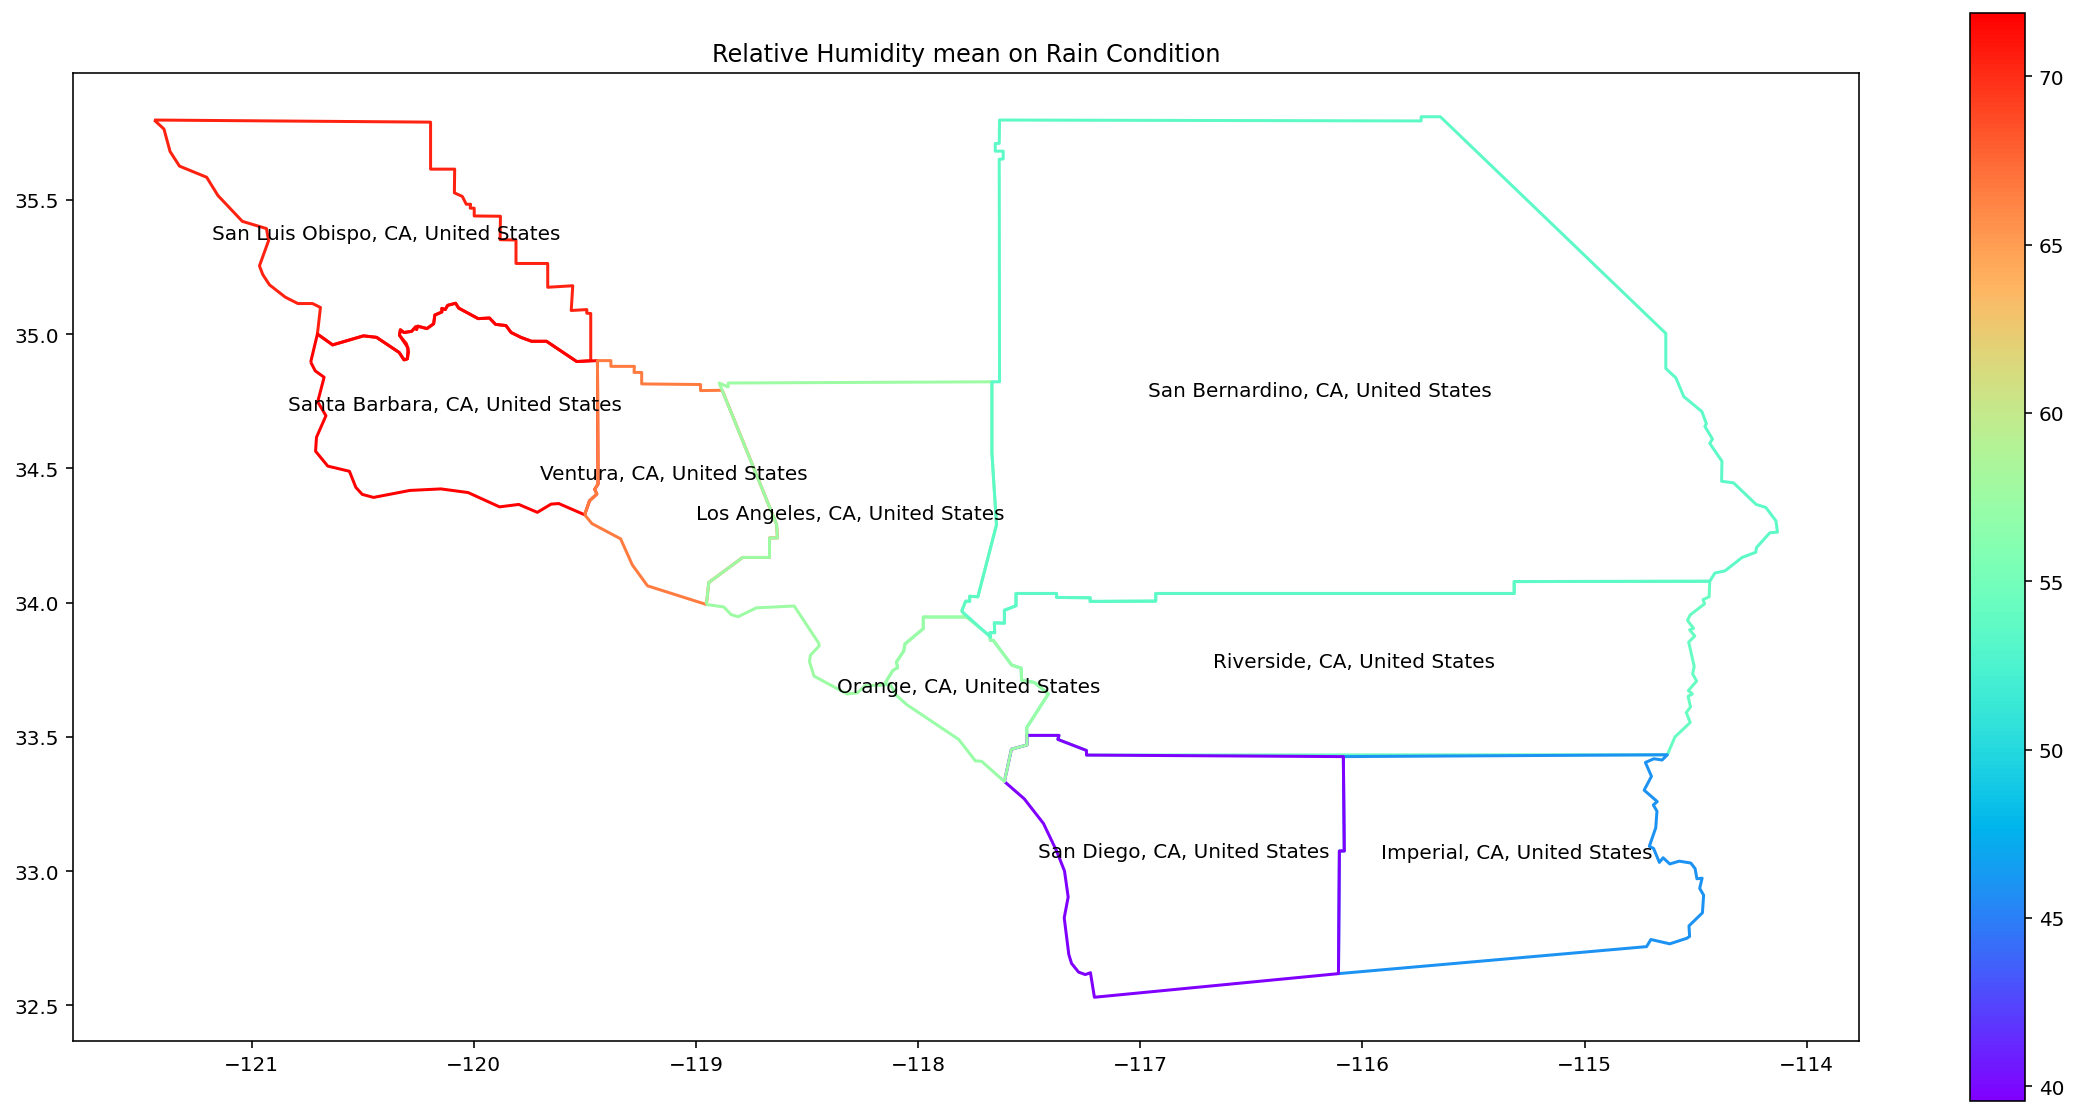 Relative Humidity mean on Rain Condition
70
35.5
San Luis Obispo, CA, United States
65
35.0
San Bernardino, CA, United States
Santa Barbara, CA, United States
60
34.5
Ventura, CA, United States
Los Angeles, CA, United States
55
34.0
Riverside, CA, United States
Orange, CA, United States
33.5
50
San Diego, CA, United States
Imperial, CA, United States
33.0
45
32.5
40
−121
−120
−119
−118
−117
−116
−115
−114